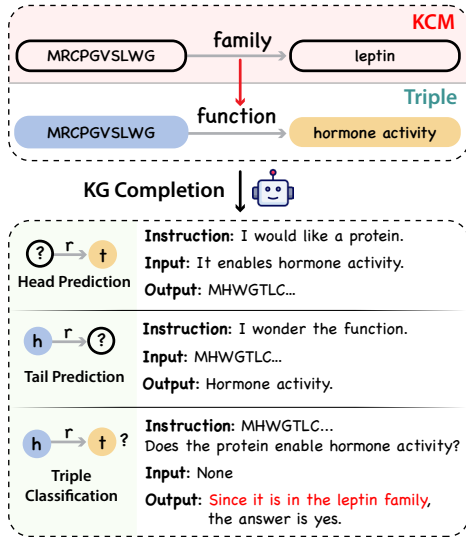 KCM
family
MRCPGVSLWG
leptin
Triple
function
MRCPGVSLWG
hormone activity
KG Completion
? r t
Head Prediction
Instruction: I would like a protein.
Input: It enables hormone activity.
Output: MHWGTLC...
h r ?
Tail Prediction
Instruction: I wonder the function.
Input: MHWGTLC...
Output: Hormone activity.
h r t ?
Triple
Classification
Instruction: MHWGTLC...
Does the protein enable hormone activity?
Input: None
Output: Since it is in the leptin family,
the answer is yes.